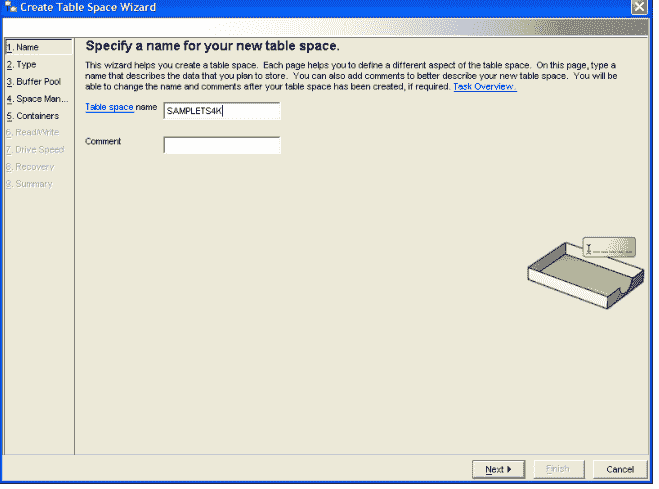 Create Table Space Wizard
1. Name
2. Type
3. Buffer Pool
4. Space Man...
5. Containers
6. Read/Write
7. Drive Speed
8. Recovery
9. Summary
Specify a name for your new table space.
This wizard helps you create a table space. Each page helps you to define a different aspect of the table space. On this page, type a
name that describes the data that you plan to store. You can also add comments to better describe your new table space. You will be
able to change the name and comments after your table space has been created, if required. Task Overview.
Table space name
SAMPLETS4K
Comment
Next
Finish
Cancel